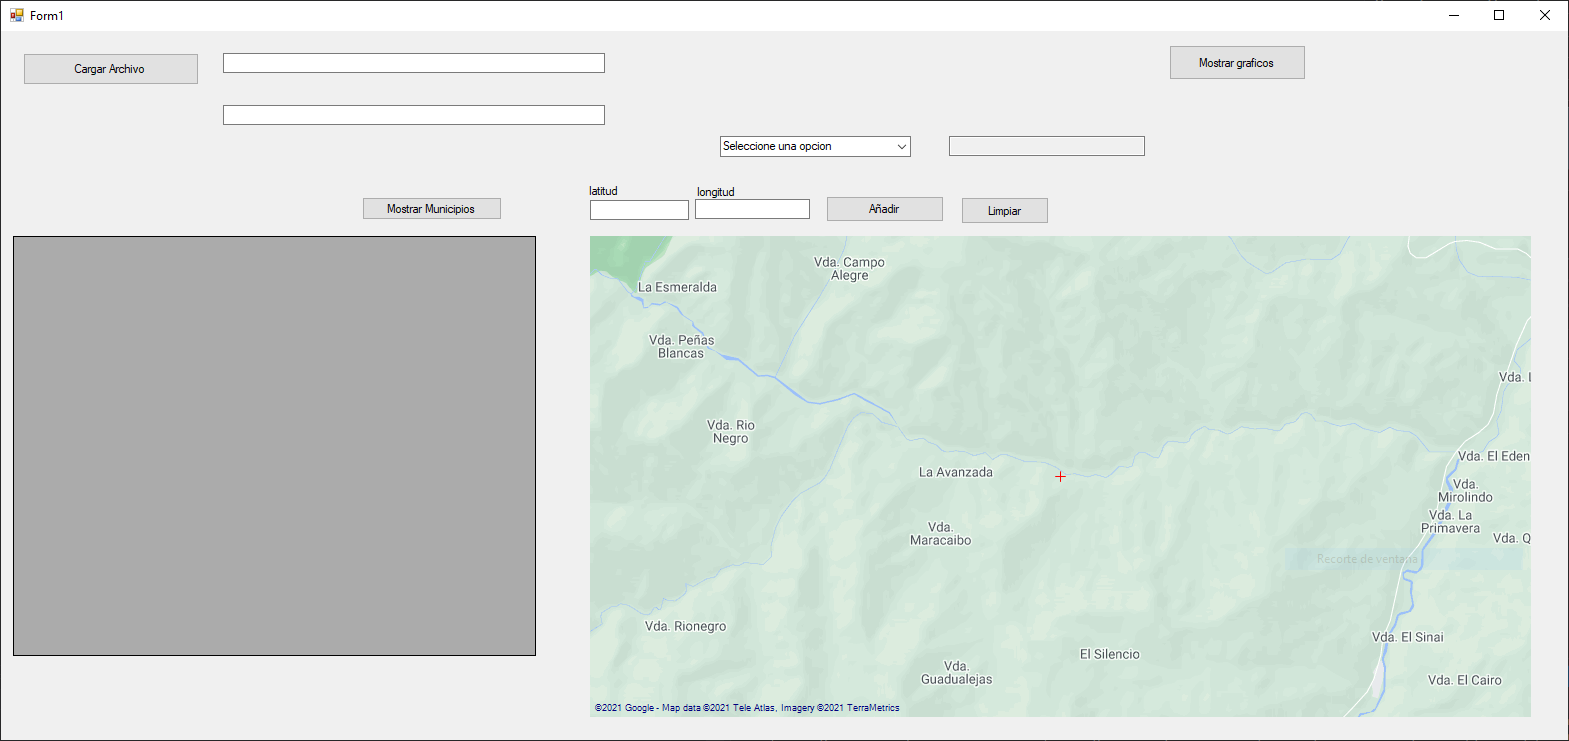 Form1
Cargar Archivo
Mostrar graficos
Seleccione una opcion
latitud
longitud
Mostrar Municipios
Añadir
Limpiar
Vda. Campo
Alegre
La Esmeralda
Vda. Peñas
Blancas
Vda. L
Vda. Rio
Negro
Vda. El Eden
La Avanzada
Vda.
Mirolindo
Vda. La
Primavera
Vda.
Maracaibo
Vda. Q
Recorte de ventana
Vda. Rionegro
Vda. El Sinai
El Silencio
Vda.
Guadualejas
Vda. El Cairo
©2021 Google - Map data ©2021 Tele Atlas, Imagery ©2021 TerraMetrics